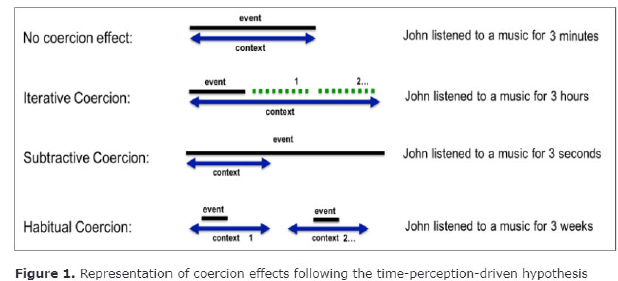 event
No coercion effect:
context
John listened to a music for 3 minutes
event 1 2...
Iterative Coercion:
context
John listened to a music for 3 hours
event
Subtractive Coercion:
context
John listened to a music for 3 seconds
event event
Habitual Coercion:
context 1 context 2...
John listened to a music for 3 weeks
Figure 1. Representation of coercion effects following the time-perception-driven hypothesis